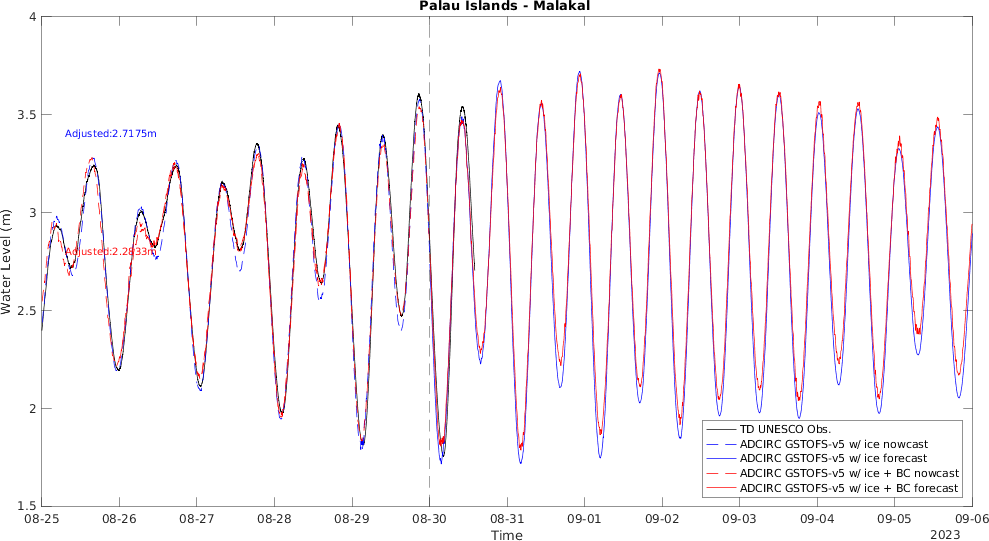 Palau Islands - Malakal
4
3.5
3
2.5
2
1.5
Water Level (m)
Adjusted:2.7175m
Adjusted:2.2933m
TD UNESCO Obs.
ADCIRC GSTOFS-v5 w/ ice nowcast
ADCIRC GSTOFS-v5 w/ ice forecast
ADCIRC GSTOFS-v5 w/ ice + BC nowcast
ADCIRC GSTOFS-v5 w/ ice + BC forecast
08-25 08-26 08-27 08-28 08-29 08-30 08-31 09-01 09-02 09-03 09-04 09-05 09-06
Time
2023